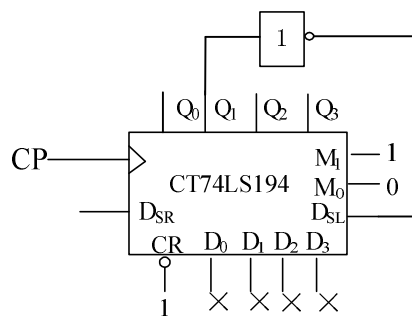 1
Q0 Q1 Q2 Q3
CP
CT74LS194
M1 1
M0 0
DSR DSL
CR D0 D1 D2 D3
1 × × × ×